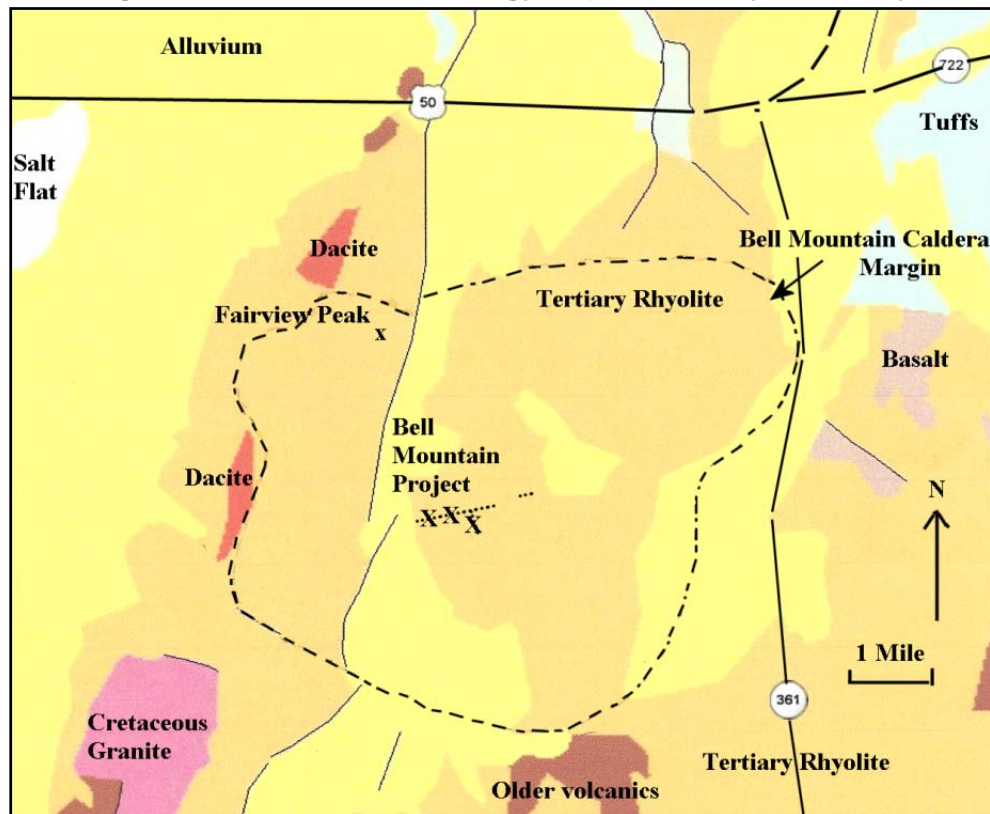 Alluvium
722
50
Tuffs
Salt
Flat
Dacite
Bell Mountain Caldera
Margin
Tertiary Rhyolite
Fairview Peak
x
Basalt
Bell
Mountain
Project
Dacite
N
X X X
1 Mile
361
Cretaceous
Granite
Tertiary Rhyolite
Older volcanics